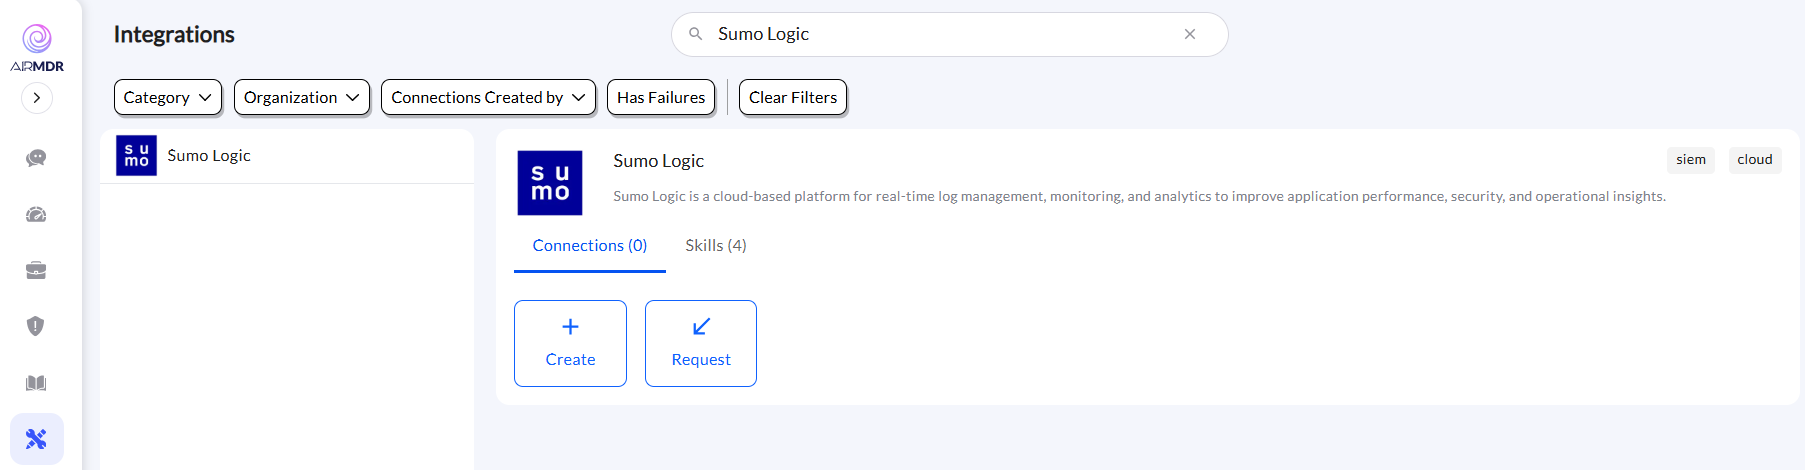 Integrations
Sumo Logic
AIRMDR
Category
Organization
Connections Created by
Has Failures
Clear Filters
su
mo
Sumo Logic
su
mo
Sumo Logic
siem
cloud
Sumo Logic is a cloud-based platform for real-time log management, monitoring, and analytics to improve application performance, security, and operational insights.
Connections (0)
Skills (4)
Create
Request